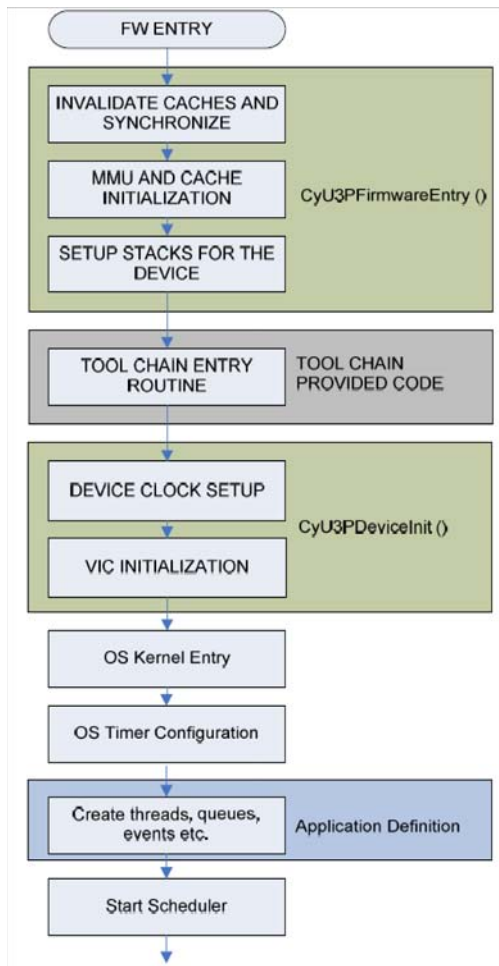 FW ENTRY
INVALIDATE CACHES AND
SYNCHRONIZE
MMU AND CACHE
INITIALIZATION
CyU3PFirmwareEntry ()
SETUP STACKS FOR THE
DEVICE
TOOL CHAIN ENTRY
ROUTINE
TOOL CHAIN
PROVIDED CODE
DEVICE CLOCK SETUP
CyU3PDeviceInit ()
VIC INITIALIZATION
OS Kernel Entry
OS Timer Configuration
Create threads, queues,
events etc.
Application Definition
Start Scheduler